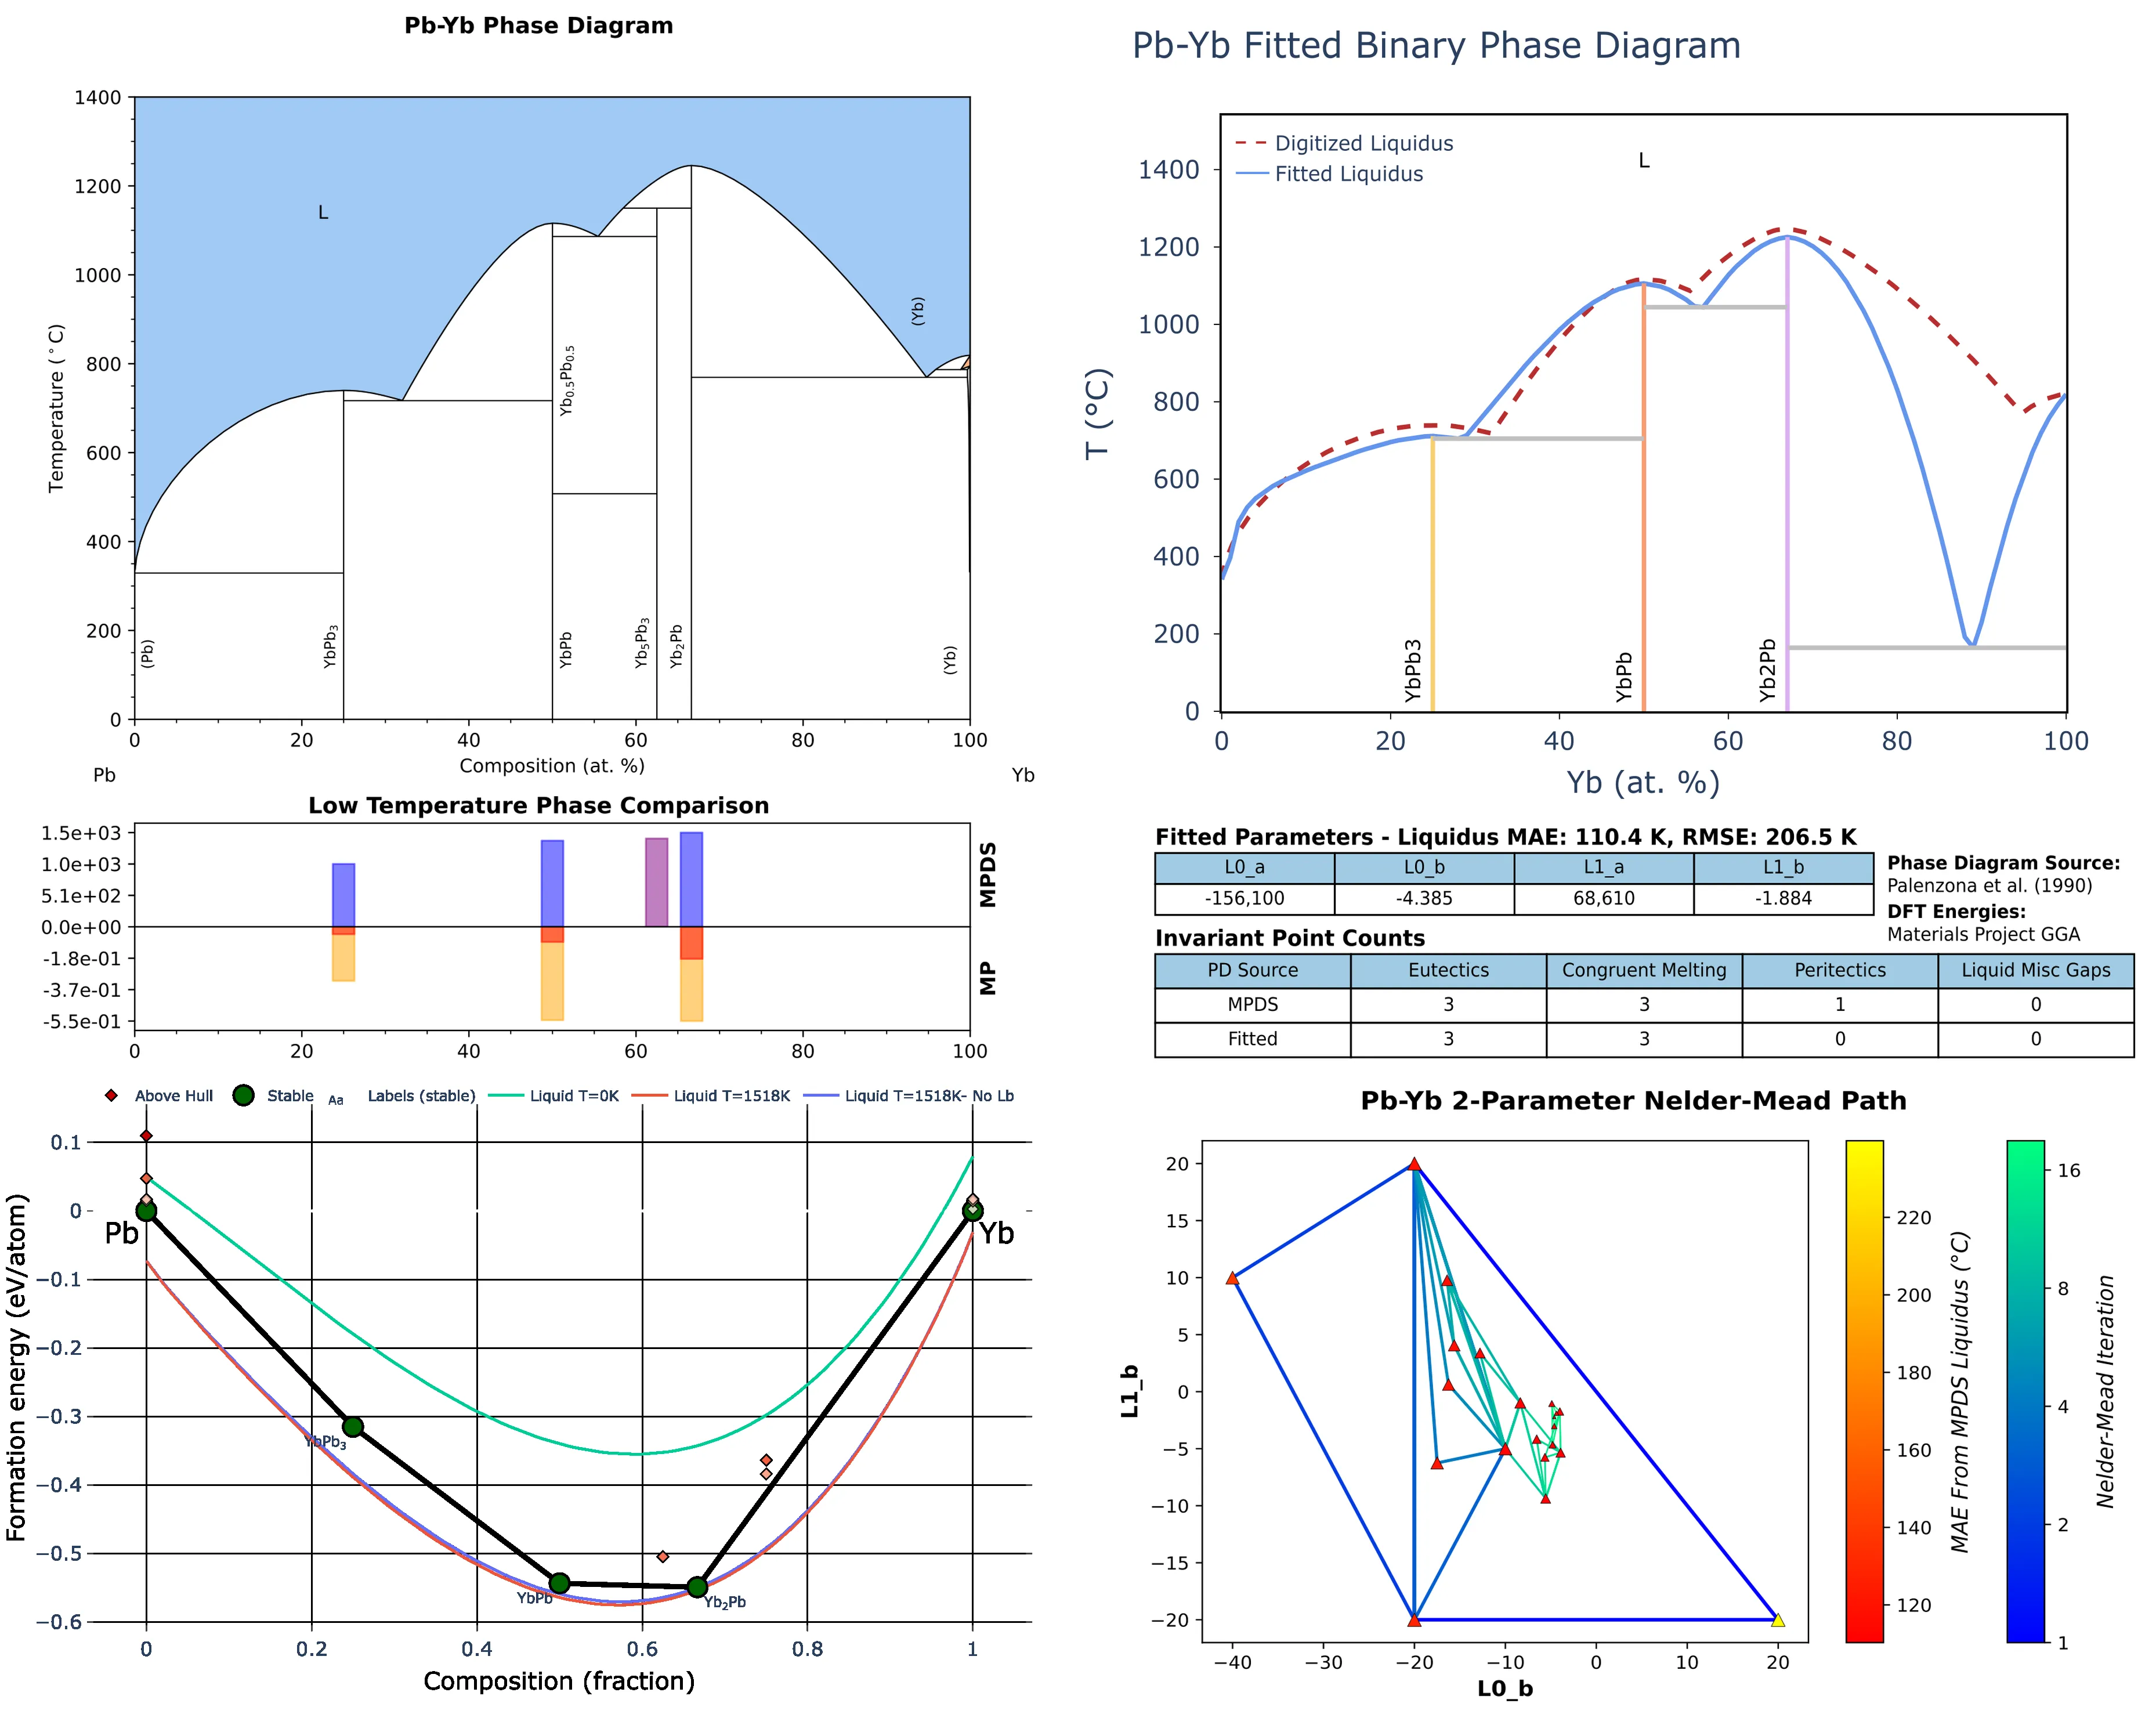 Pb-Yb Phase Diagram
1400
1200
1000
800
600
400
200
0
Temperature (°C)
L
(Yb)
Yb0.5Pb0.5
(Pb)
YbPb3
YbPb
Yb5Pb3
Yb2Pb
(Yb)
0 20 40 60 80 100
Composition (at. %)
Pb Yb
Low Temperature Phase Comparison
1.5e+03
1.0e+03
5.1e+02
0.0e+00
-1.8e-01
-3.7e-01
-5.5e-01
MPDS
MP
0 20 40 60 80 100
Pb-Yb Fitted Binary Phase Diagram
Digitized Liquidus
Fitted Liquidus
L
1400
1200
1000
800
600
400
200
0
T (°C)
YbPb3
YbPb
Yb2Pb
0 20 40 60 80 100
Yb (at. %)
Fitted Parameters - Liquidus MAE: 110.4 K, RMSE: 206.5 K
L0_a L0_b L1_a L1_b
-156,100 -4.385 68,610 -1.884
Phase Diagram Source:
Palenzona et al. (1990)
DFT Energies:
Materials Project GGA
Invariant Point Counts
PD Source Eutectics Congruent Melting Peritectics Liquid Misc Gaps
MPDS 3 3 1 0
Fitted 3 3 0 0
Above Hull Stable Aa Labels (stable) Liquid T=0K Liquid T=1518K Liquid T=1518K- No Lb
0.1
0
−0.1
−0.2
−0.3
−0.4
−0.5
−0.6
Formation energy (eV/atom)
Pb
Yb
YbPb3
YbPb
Yb2Pb
0 0.2 0.4 0.6 0.8 1
Composition (fraction)
Pb-Yb 2-Parameter Nelder-Mead Path
20
15
10
5
0
−5
−10
−15
−20
L1_b
−40 −30 −20 −10 0 10 20
L0_b
220
200
180
160
140
120
MAE From MPDS Liquidus (°C)
16
8
4
2
1
Nelder-Mead Iteration